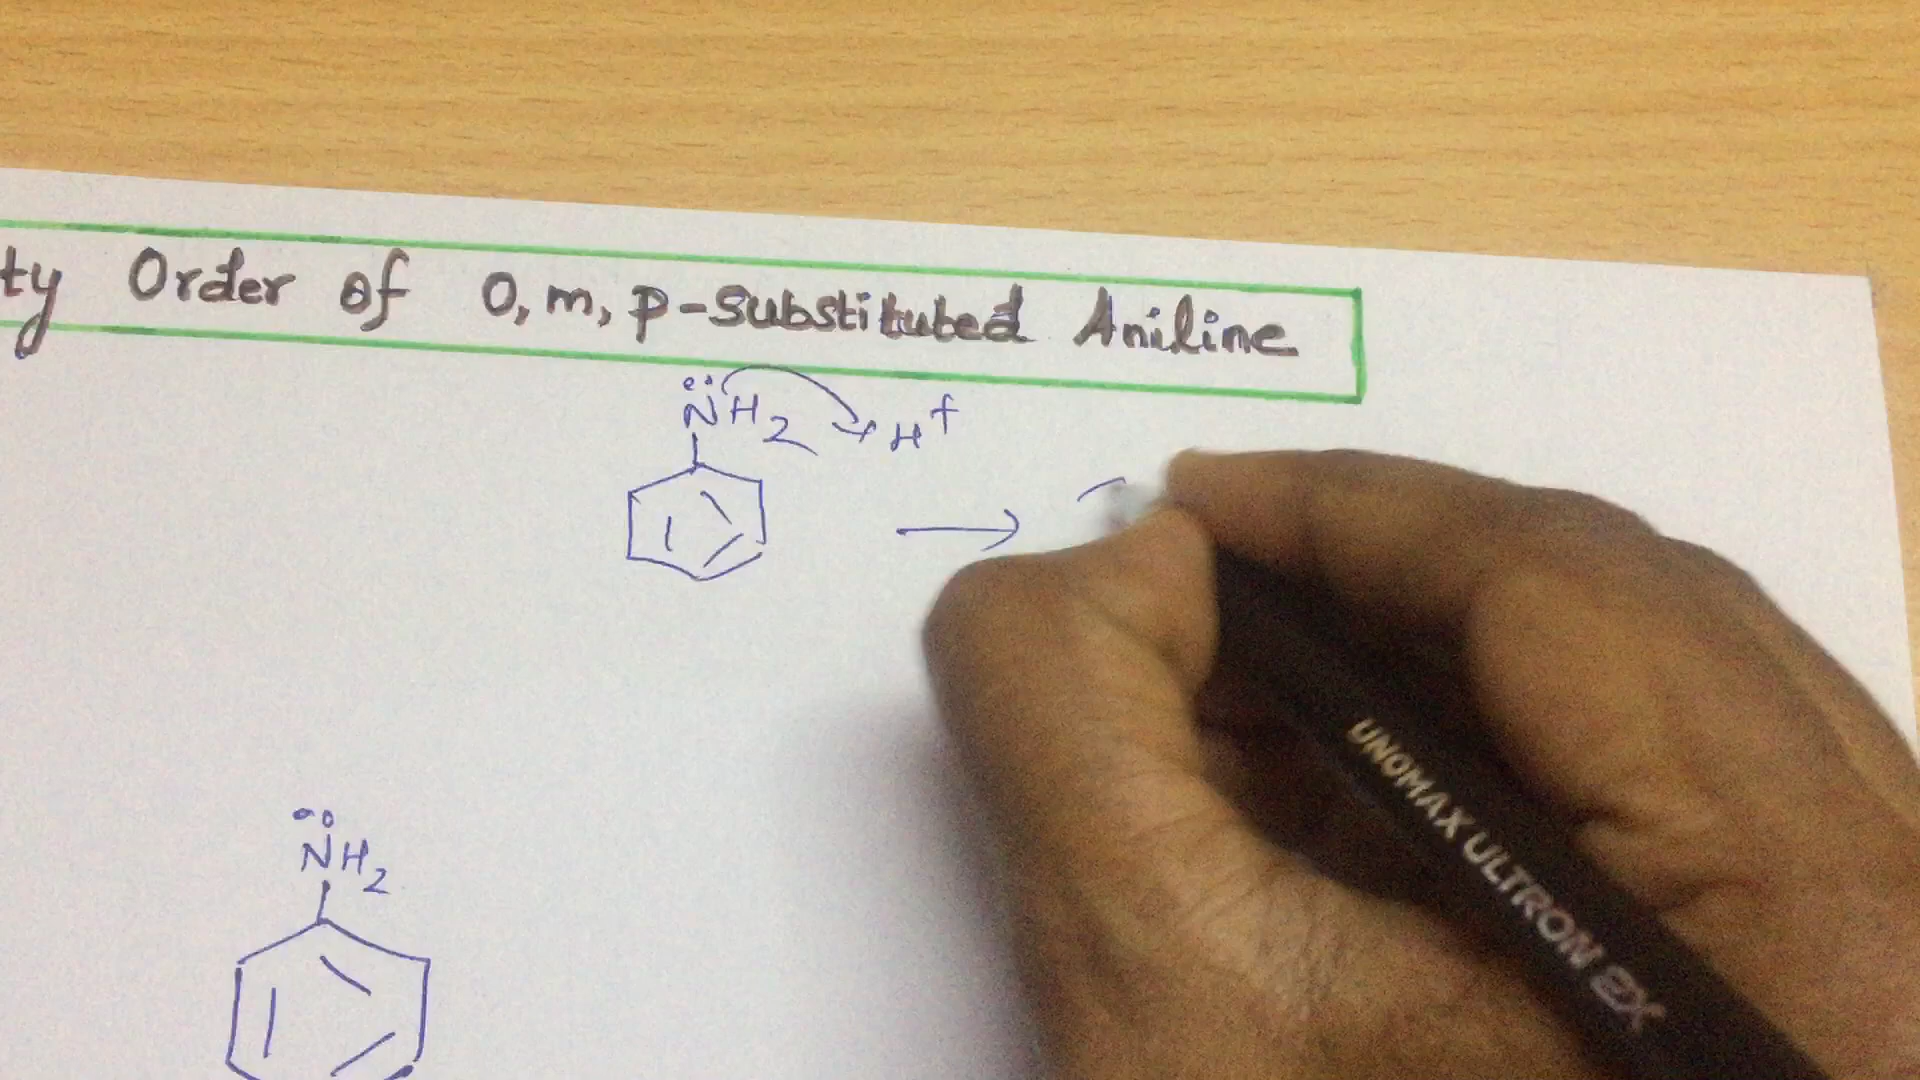 ty Order of O, m, p-Substituted Aniline
NH2 H+
UNOMAX ULTRON EX
NH2